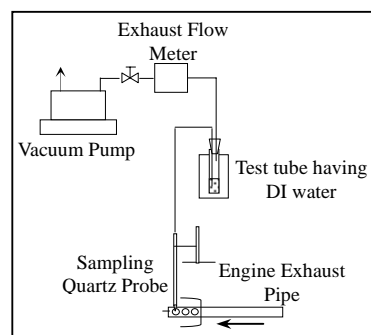 Exhaust Flow
Meter
Vacuum Pump
Test tube having
DI water
Sampling
Quartz Probe
Engine Exhaust
Pipe